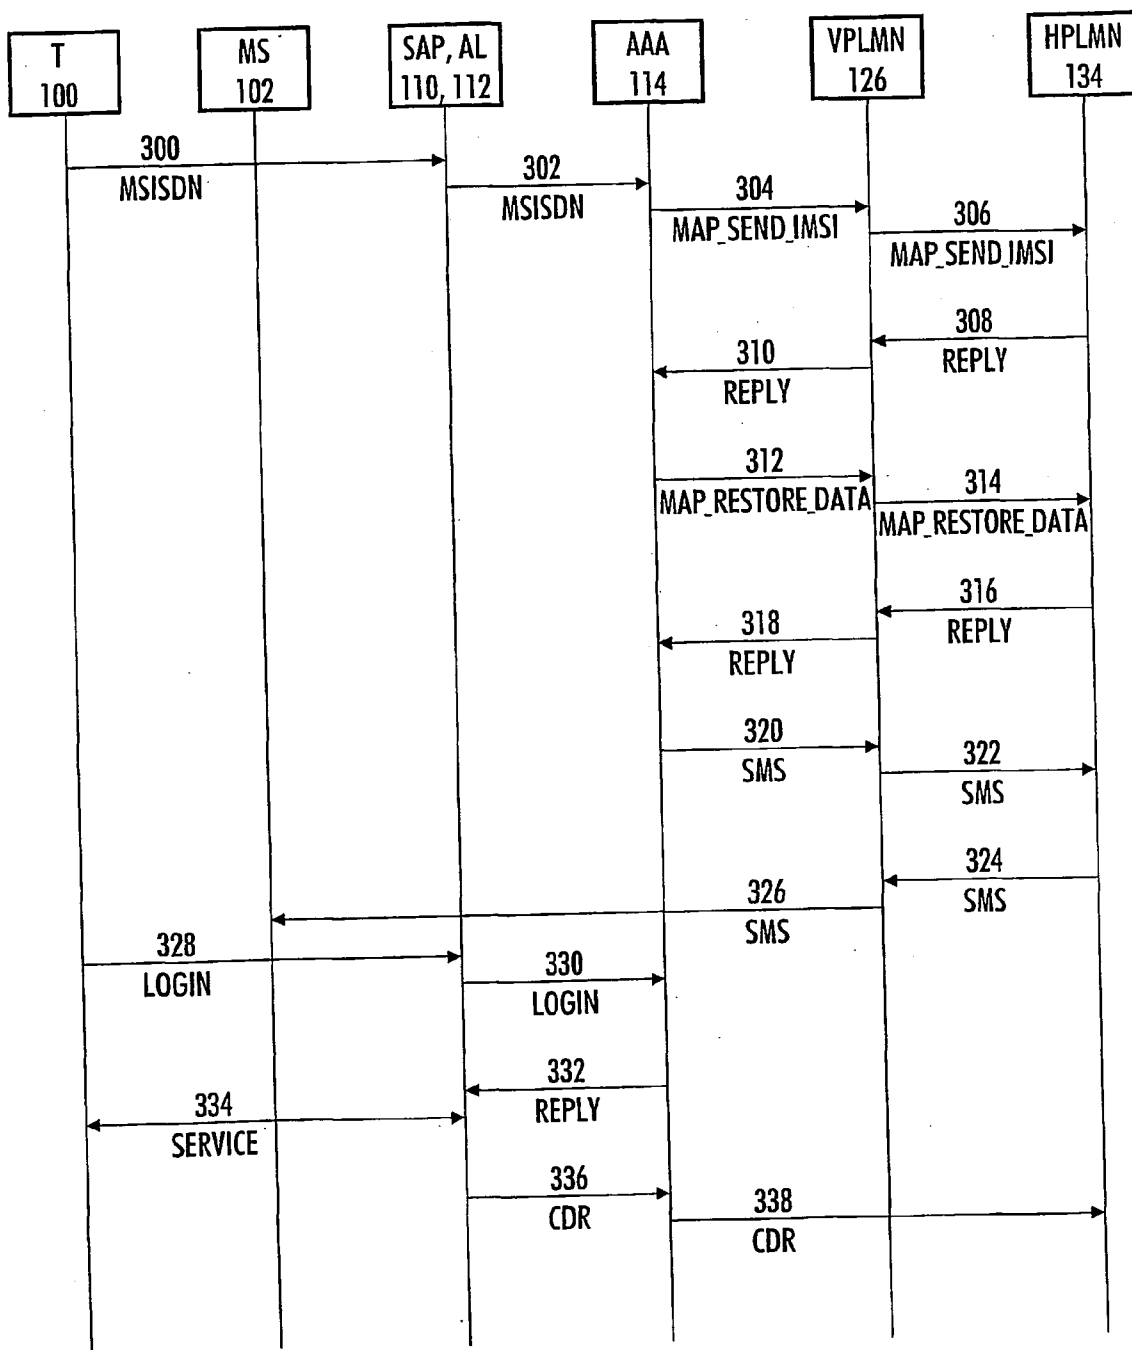 T
100
MS
102
SAP, AL
110, 112
AAA
114
VPLMN
126
HPLMN
134
300
MSISDN
302
MSISDN
304
MAP_SEND_IMSI
306
MAP_SEND_IMSI
308
REPLY
310
REPLY
312
MAP_RESTORE_DATA
314
MAP_RESTORE_DATA
316
REPLY
318
REPLY
320
SMS
322
SMS
324
SMS
326
SMS
328
LOGIN
330
LOGIN
332
REPLY
334
SERVICE
336
CDR
338
CDR